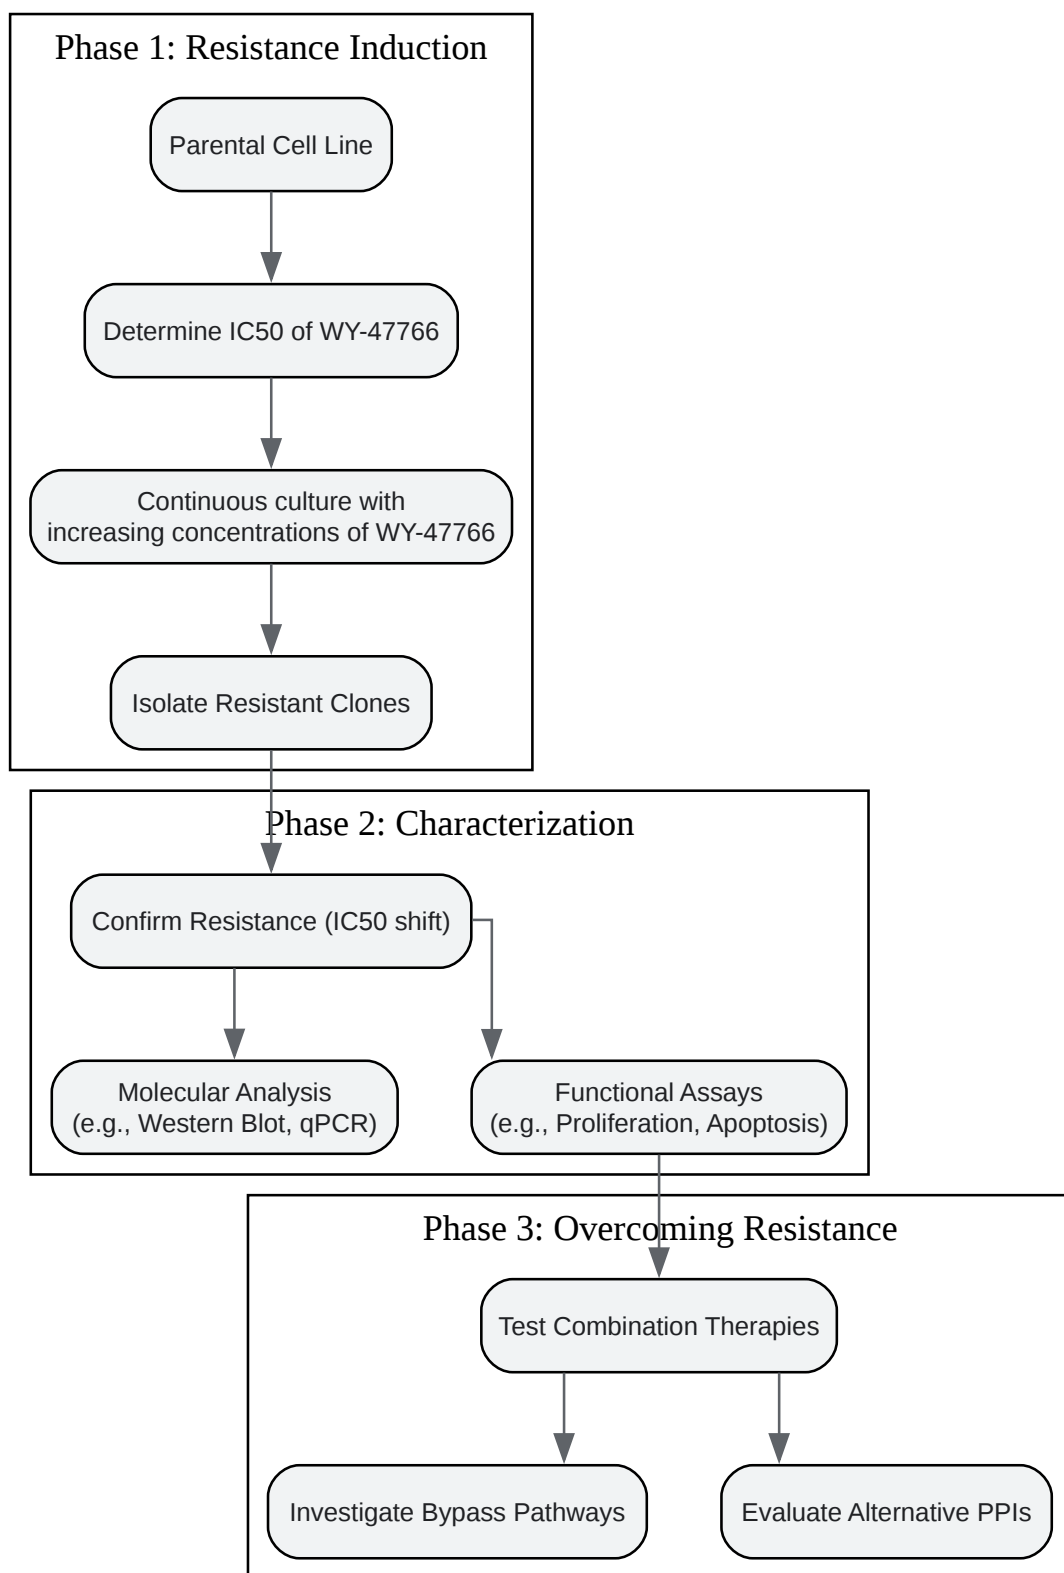 Phase 1: Resistance Induction
Parental Cell Line
Determine IC50 of WY-47766
Continuous culture with
increasing concentrations of WY-47766
Isolate Resistant Clones
Phase 2: Characterization
Confirm Resistance (IC50 shift)
Molecular Analysis
(e.g., Western Blot, qPCR)
Functional Assays
(e.g., Proliferation, Apoptosis)
Phase 3: Overcoming Resistance
Test Combination Therapies
Investigate Bypass Pathways
Evaluate Alternative PPIs